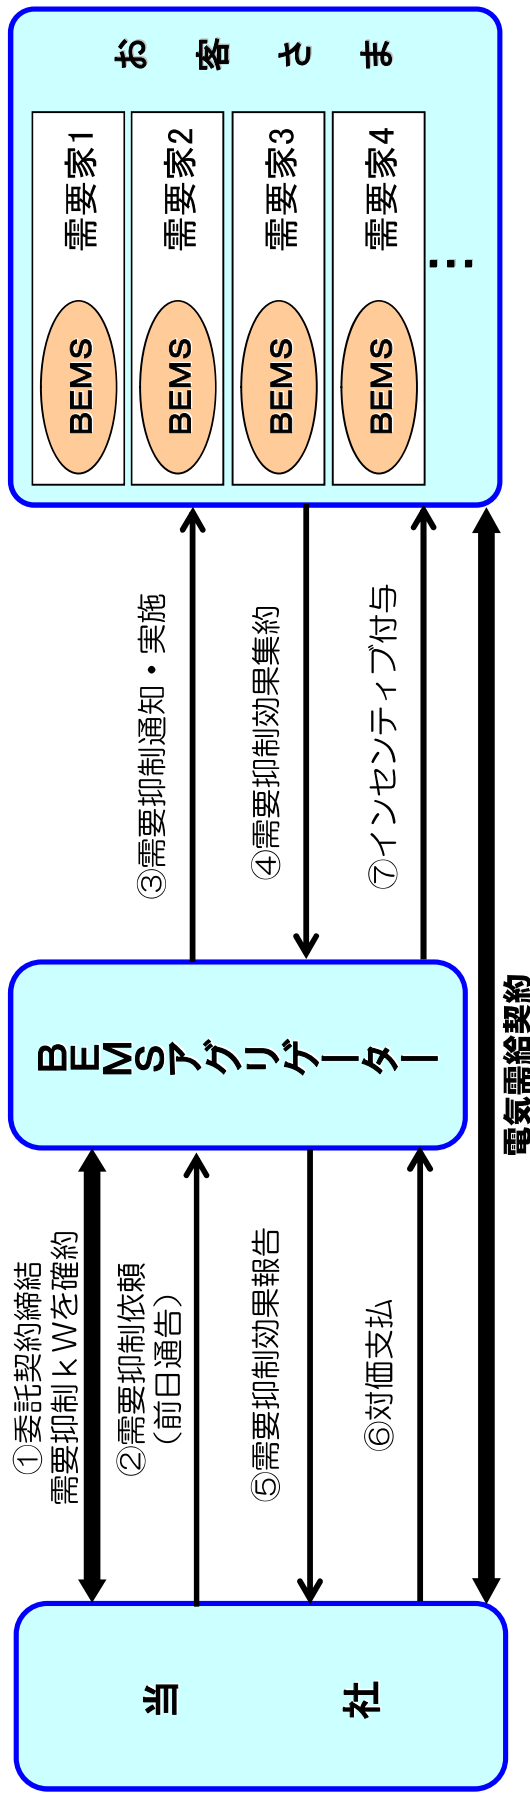 当社
①委託契約締結
需要抑制ｋＷを確約
②需要抑制依頼
（前日通告）
⑤需要抑制効果報告
⑥対価支払
ＢＥＭＳアグリゲーター
③需要抑制通知・実施
④需要抑制効果集約
⑦インセンティブ付与
電気需給契約
お客さま
需要家1
BEMS
需要家2
BEMS
需要家3
BEMS
需要家4
BEMS
…